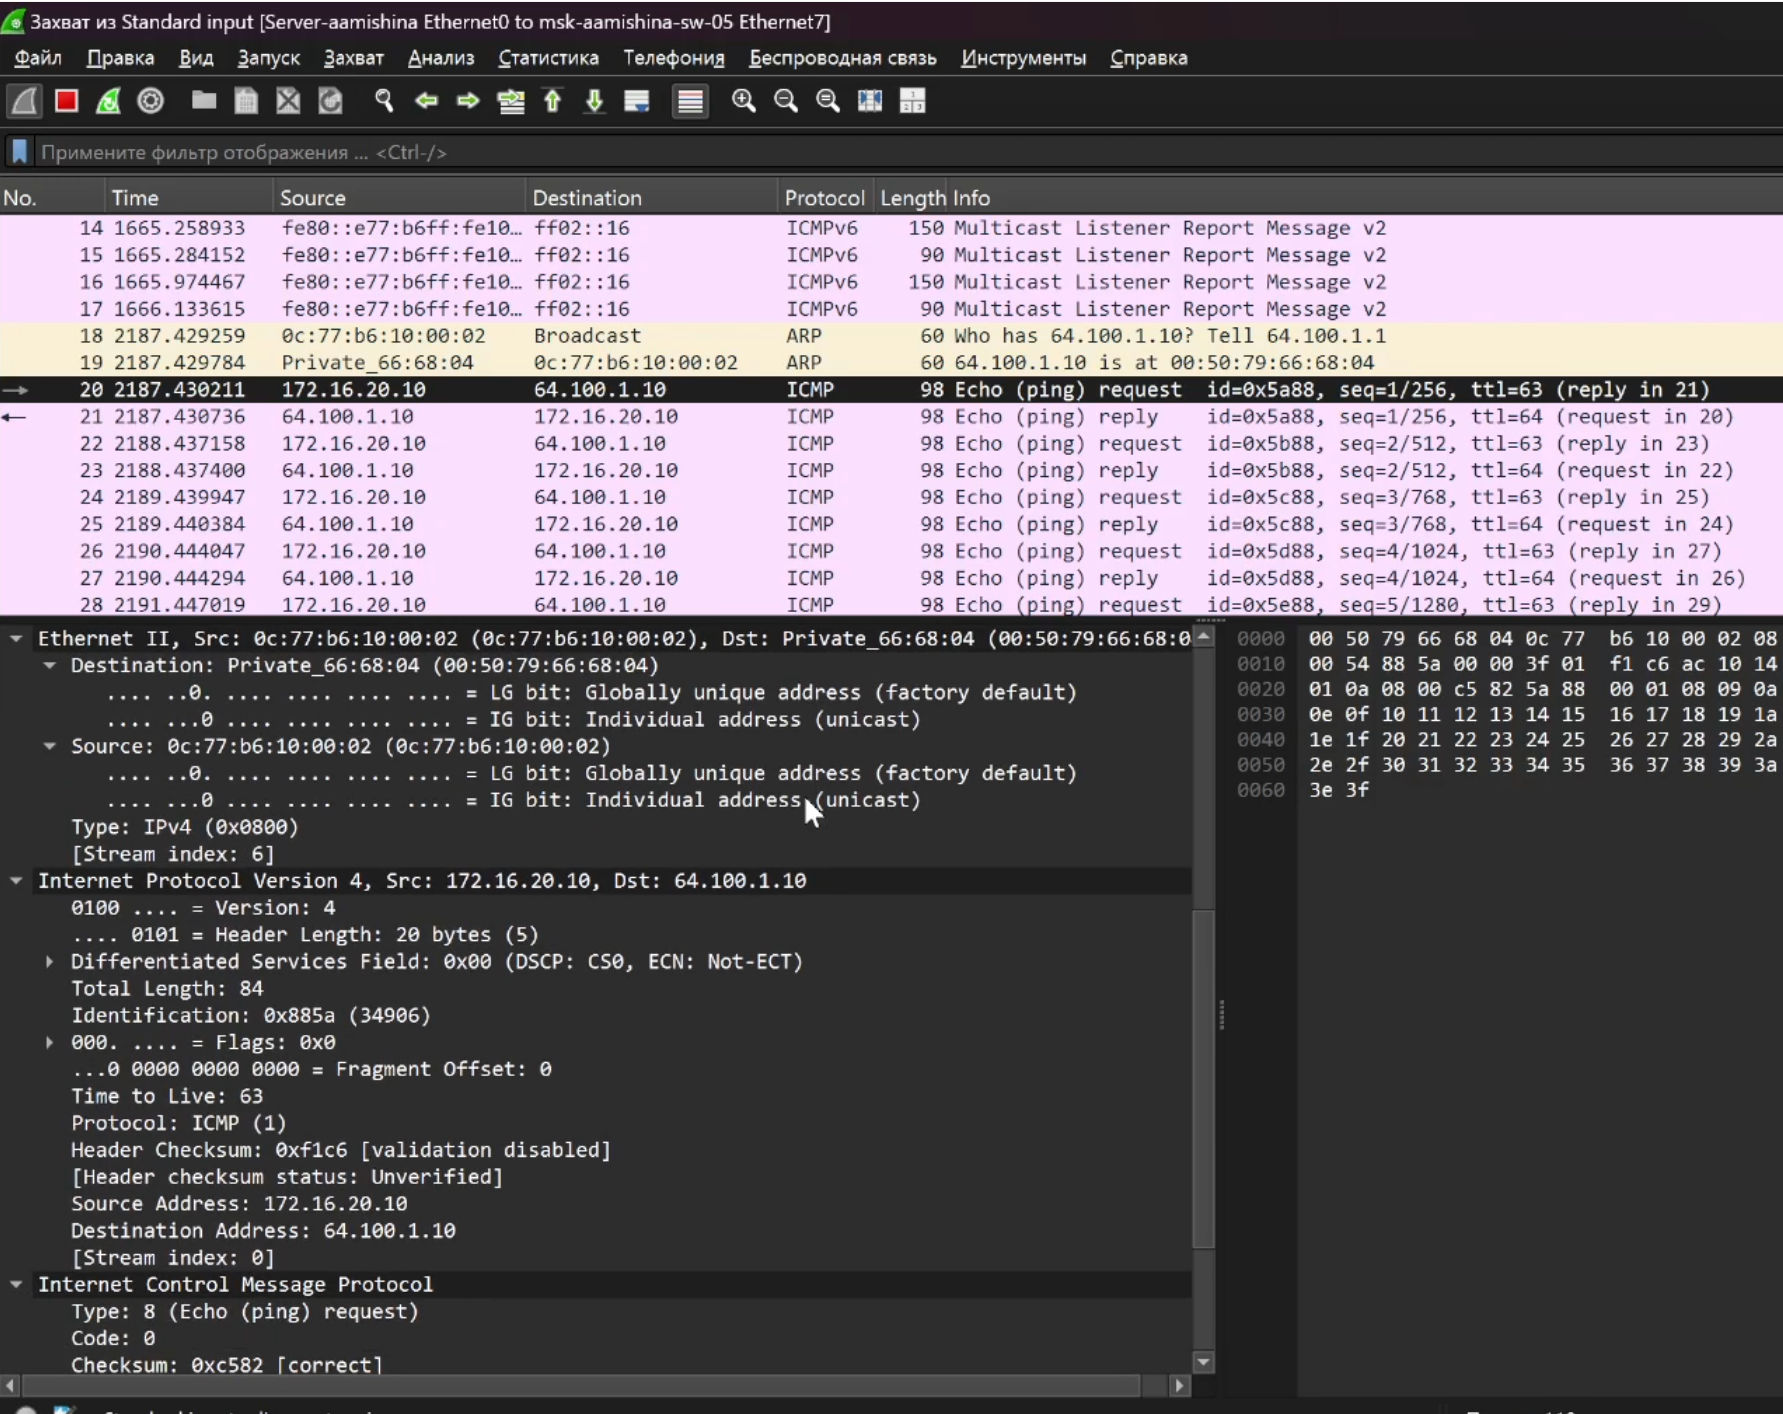 Захват из Standard input [Server-aamishina Ethernet0 to msk-aamishina-sw-05 Ethernet7]
Файл Правка Вид Запуск Захват Анализ Статистика Телефония Беспроводная связь Инструменты Справка
Примените фильтр отображения ... <Ctrl-/>
No. Time Source Destination Protocol Length Info
14 1665.258933 fe80::e77:b6ff:fe10… ff02::16 ICMPv6 150 Multicast Listener Report Message v2
15 1665.284152 fe80::e77:b6ff:fe10… ff02::16 ICMPv6 90 Multicast Listener Report Message v2
16 1665.974467 fe80::e77:b6ff:fe10… ff02::16 ICMPv6 150 Multicast Listener Report Message v2
17 1666.133615 fe80::e77:b6ff:fe10… ff02::16 ICMPv6 90 Multicast Listener Report Message v2
18 2187.429259 0c:77:b6:10:00:02 Broadcast ARP 60 Who has 64.100.1.10? Tell 64.100.1.1
19 2187.429784 Private_66:68:04 0c:77:b6:10:00:02 ARP 60 64.100.1.10 is at 00:50:79:66:68:04
20 2187.430211 172.16.20.10 64.100.1.10 ICMP 98 Echo (ping) request id=0x5a88, seq=1/256, ttl=63 (reply in 21)
21 2187.430736 64.100.1.10 172.16.20.10 ICMP 98 Echo (ping) reply id=0x5a88, seq=1/256, ttl=64 (request in 20)
22 2188.437158 172.16.20.10 64.100.1.10 ICMP 98 Echo (ping) request id=0x5b88, seq=2/512, ttl=63 (reply in 23)
23 2188.437400 64.100.1.10 172.16.20.10 ICMP 98 Echo (ping) reply id=0x5b88, seq=2/512, ttl=64 (request in 22)
24 2189.439947 172.16.20.10 64.100.1.10 ICMP 98 Echo (ping) request id=0x5c88, seq=3/768, ttl=63 (reply in 25)
25 2189.440384 64.100.1.10 172.16.20.10 ICMP 98 Echo (ping) reply id=0x5c88, seq=3/768, ttl=64 (request in 24)
26 2190.444047 172.16.20.10 64.100.1.10 ICMP 98 Echo (ping) request id=0x5d88, seq=4/1024, ttl=63 (reply in 27)
27 2190.444294 64.100.1.10 172.16.20.10 ICMP 98 Echo (ping) reply id=0x5d88, seq=4/1024, ttl=64 (request in 26)
28 2191.447019 172.16.20.10 64.100.1.10 ICMP 98 Echo (ping) request id=0x5e88, seq=5/1280, ttl=63 (reply in 29)
Ethernet II, Src: 0c:77:b6:10:00:02 (0c:77:b6:10:00:02), Dst: Private_66:68:04 (00:50:79:66:68:0
Destination: Private_66:68:04 (00:50:79:66:68:04)
.... ..0. .... .... .... .... = LG bit: Globally unique address (factory default)
.... ...0 .... .... .... .... = IG bit: Individual address (unicast)
Source: 0c:77:b6:10:00:02 (0c:77:b6:10:00:02)
.... ..0. .... .... .... .... = LG bit: Globally unique address (factory default)
.... ...0 .... .... .... .... = IG bit: Individual address (unicast)
Type: IPv4 (0x0800)
[Stream index: 6]
Internet Protocol Version 4, Src: 172.16.20.10, Dst: 64.100.1.10
0100 .... = Version: 4
.... 0101 = Header Length: 20 bytes (5)
Differentiated Services Field: 0x00 (DSCP: CS0, ECN: Not-ECT)
Total Length: 84
Identification: 0x885a (34906)
000. .... = Flags: 0x0
...0 0000 0000 0000 = Fragment Offset: 0
Time to Live: 63
Protocol: ICMP (1)
Header Checksum: 0xf1c6 [validation disabled]
[Header checksum status: Unverified]
Source Address: 172.16.20.10
Destination Address: 64.100.1.10
[Stream index: 0]
Internet Control Message Protocol
Type: 8 (Echo (ping) request)
Code: 0
Checksum: 0xc582 [correct]
0000 00 50 79 66 68 04 0c 77 b6 10 00 02 08
0010 00 54 88 5a 00 00 3f 01 f1 c6 ac 10 14
0020 01 0a 08 00 c5 82 5a 88 00 01 08 09 0a
0030 0e 0f 10 11 12 13 14 15 16 17 18 19 1a
0040 1e 1f 20 21 22 23 24 25 26 27 28 29 2a
0050 2e 2f 30 31 32 33 34 35 36 37 38 39 3a
0060 3e 3f